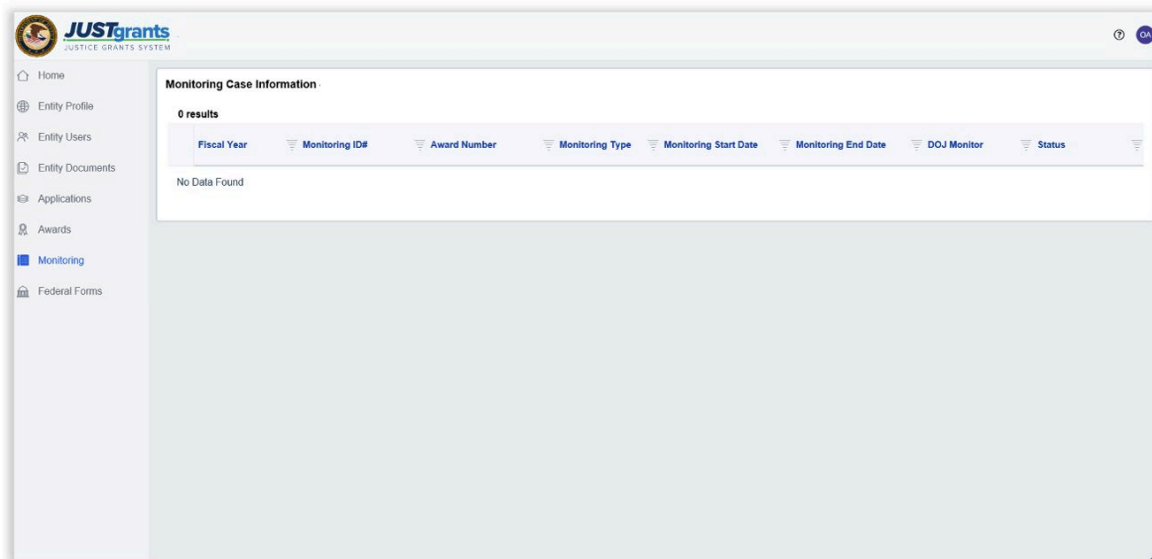 JUSTgrants
JUSTICE GRANTS SYSTEM
OA
Home
Entity Profile
Entity Users
Entity Documents
Applications
Awards
Monitoring
Federal Forms
Monitoring Case Information
0 results
Fiscal Year Monitoring ID# Award Number Monitoring Type Monitoring Start Date Monitoring End Date DOJ Monitor Status
No Data Found